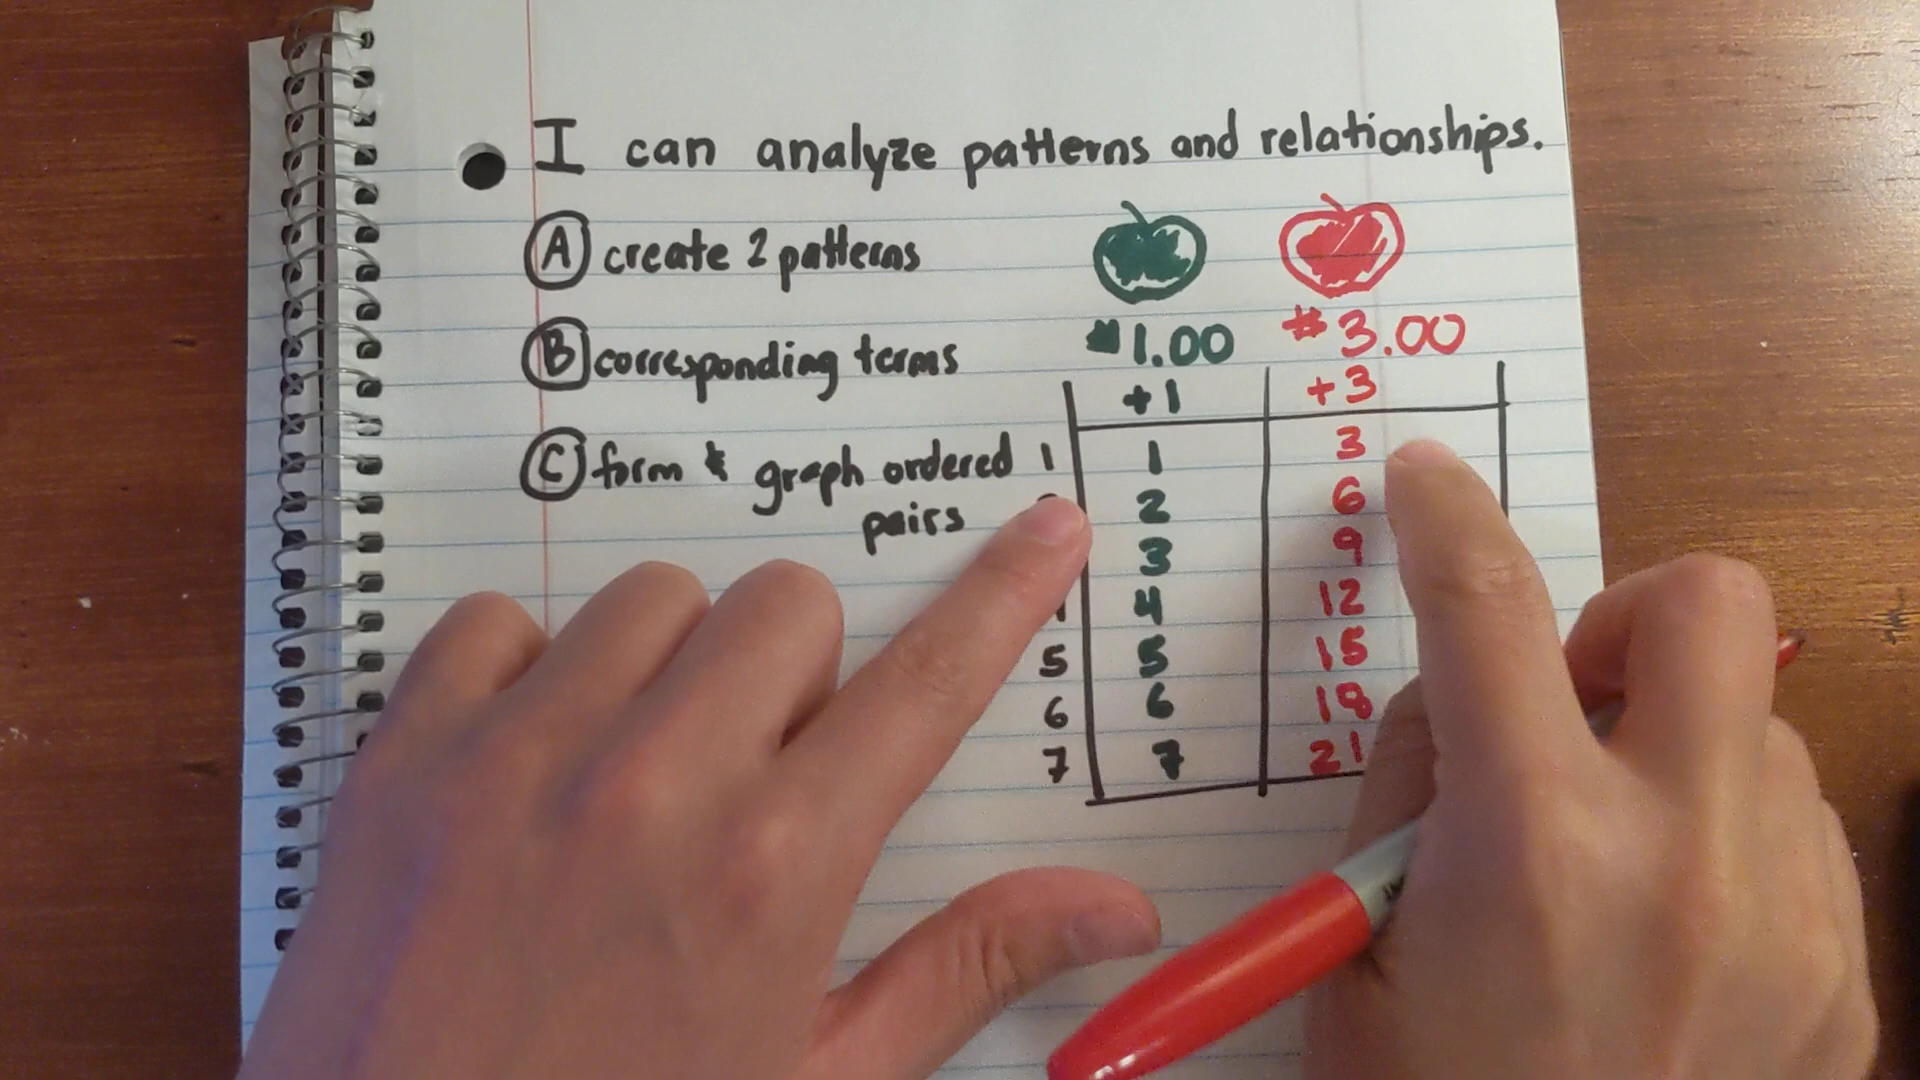 I can analyze patterns and relationships.
A create 2 patterns
B corresponding terms
$1.00 $3.00
+1 +3
C form & graph ordered
pairs
1 1 3
2 6
3 9
4 12
5 5 15
6 6 18
7 7 21